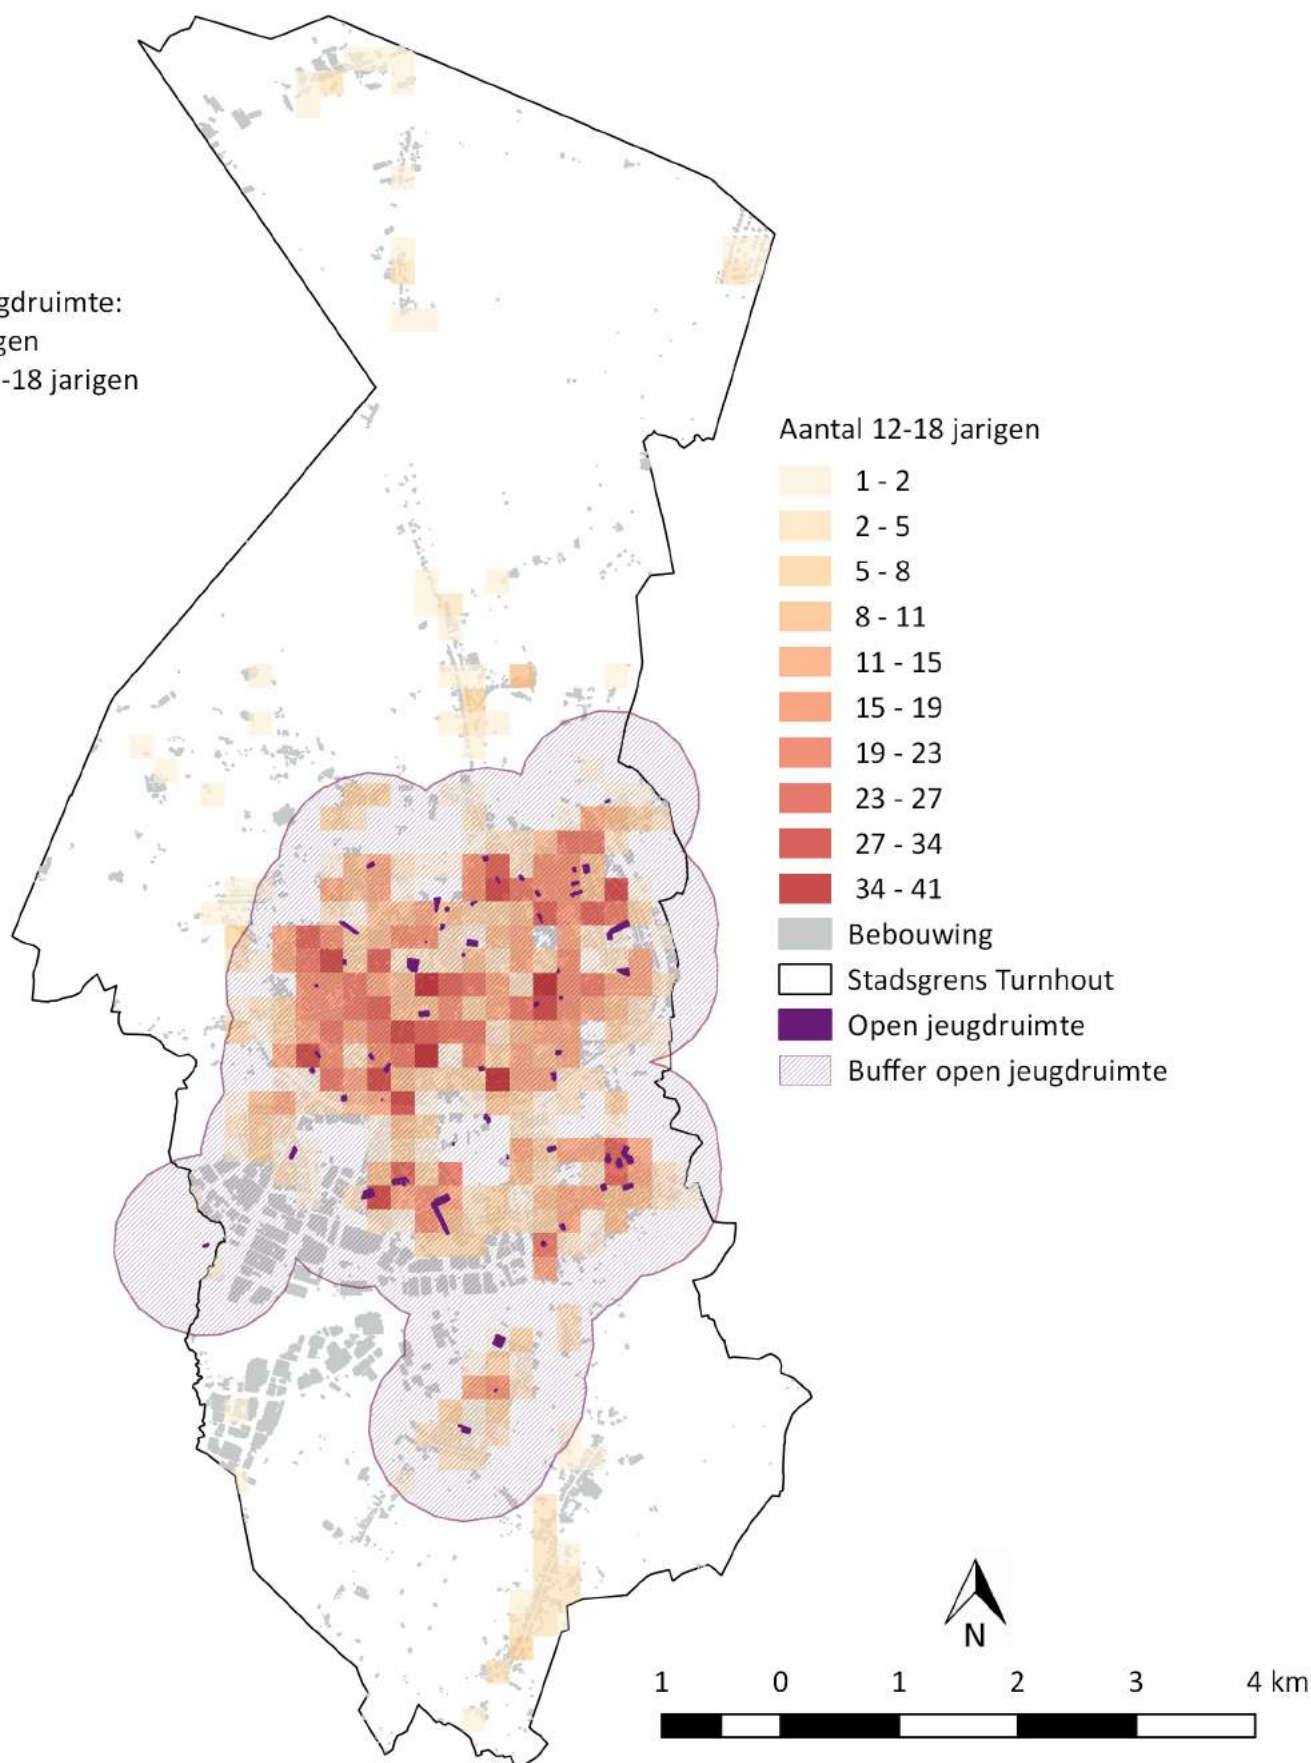 gdruimte:
gen
-18 jarigen
Aantal 12-18 jarigen
1 - 2
2 - 5
5 - 8
8 - 11
11 - 15
15 - 19
19 - 23
23 - 27
27 - 34
34 - 41
Bebouwing
Stadsgrens Turnhout
Open jeugdruimte
Buffer open jeugdruimte
N
1 0 1 2 3 4 km